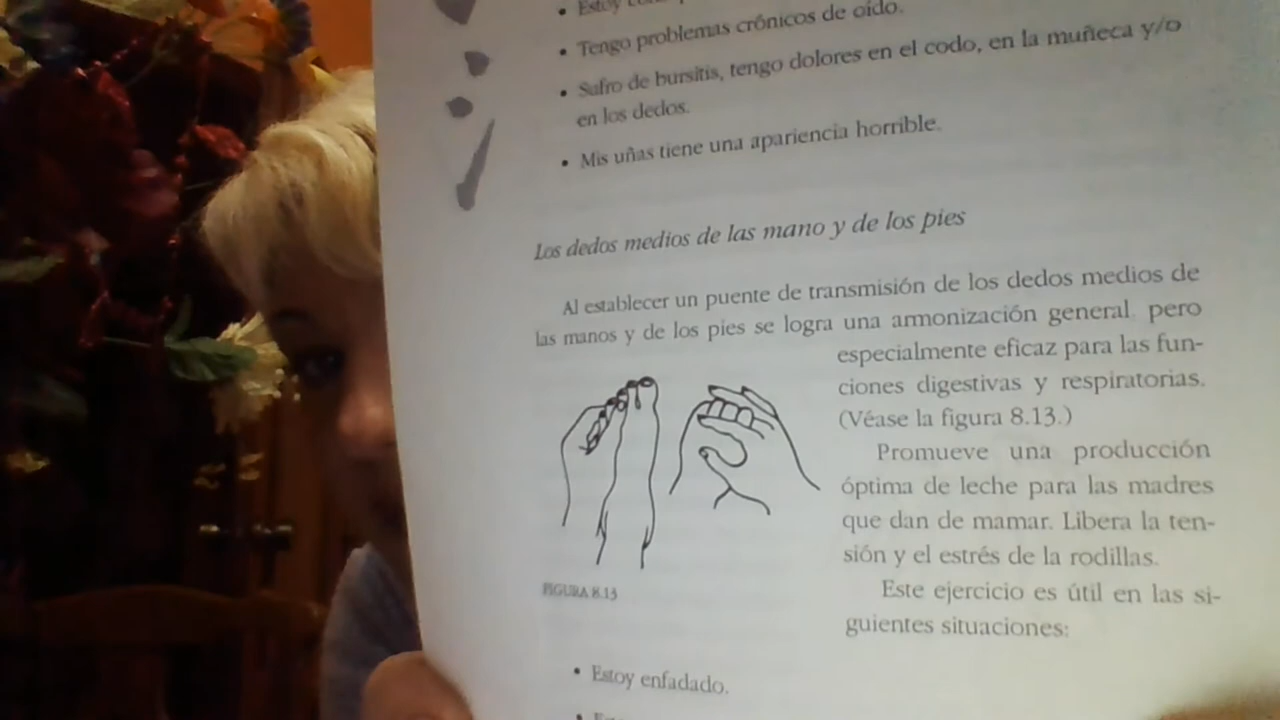 • Estoy
• Tengo problemas crónicos de oído.
• Sufro de bursitis, tengo dolores en el codo, en la muñeca y/o
en los dedos.
• Mis uñas tiene una apariencia horrible.
Los dedos medios de las mano y de los pies
Al establecer un puente de transmisión de los dedos medios de
las manos y de los pies se logra una armonización general pero
especialmente eficaz para las fun-
ciones digestivas y respiratorias.
(Véase la figura 8.13.)
Promueve una producción
óptima de leche para las madres
que dan de mamar. Libera la ten-
sión y el estrés de la rodillas.
FIGURA 8.13
Este ejercicio es útil en las si-
guientes situaciones:
• Estoy enfadado.